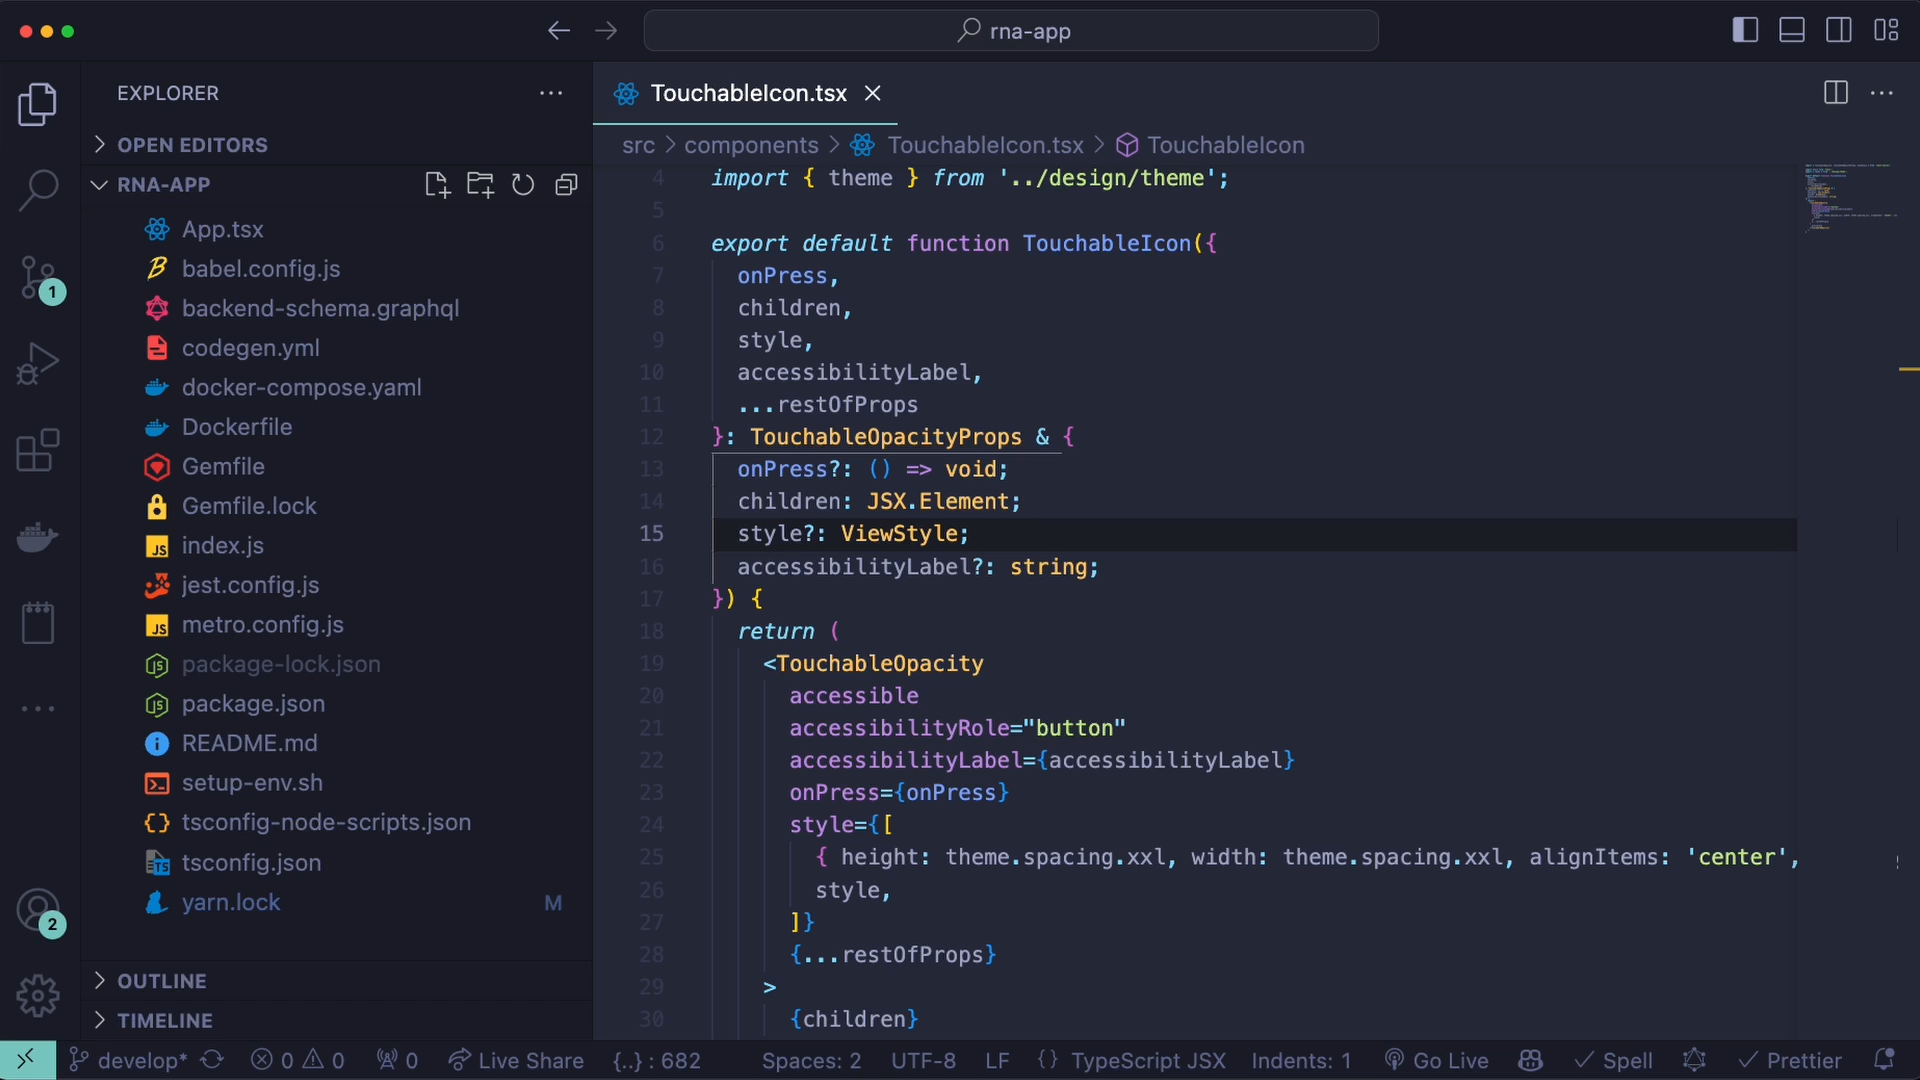 rna-app
EXPLORER
OPEN EDITORS
RNA-APP
App.tsx
babel.config.js
backend-schema.graphql
codegen.yml
docker-compose.yaml
Dockerfile
Gemfile
Gemfile.lock
index.js
jest.config.js
metro.config.js
package-lock.json
package.json
README.md
setup-env.sh
tsconfig-node-scripts.json
tsconfig.json
yarn.lock M
OUTLINE
TIMELINE
1
2
TouchableIcon.tsx
src > components > TouchableIcon.tsx > TouchableIcon
4 import { theme } from '../design/theme';
5
6 export default function TouchableIcon({
7 onPress,
8 children,
9 style,
10 accessibilityLabel,
11 ...restOfProps
12 }: TouchableOpacityProps & {
13 onPress?: () => void;
14 children: JSX.Element;
15 style?: ViewStyle;
16 accessibilityLabel?: string;
17 }) {
18 return (
19 <TouchableOpacity
20 accessible
21 accessibilityRole="button"
22 accessibilityLabel={accessibilityLabel}
23 onPress={onPress}
24 style={[
25 { height: theme.spacing.xxl, width: theme.spacing.xxl, alignItems: 'center',
26 style,
27 ]}
28 {...restOfProps}
29 >
30 {children}
develop* 0 0 0 Live Share {..} : 682 Spaces: 2 UTF-8 LF {} TypeScript JSX Indents: 1 Go Live Spell Prettier